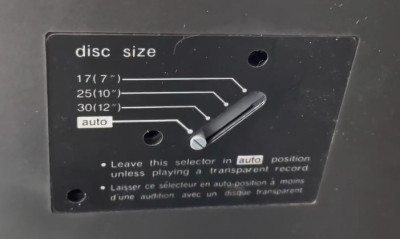 disc size
17(7")
25(10")
30(12")
auto
• Leave this selector in auto position
unless playing a transparent record.
• Laisser ce sélecteur en auto-position à moins
d'une audition avec un disque transparent